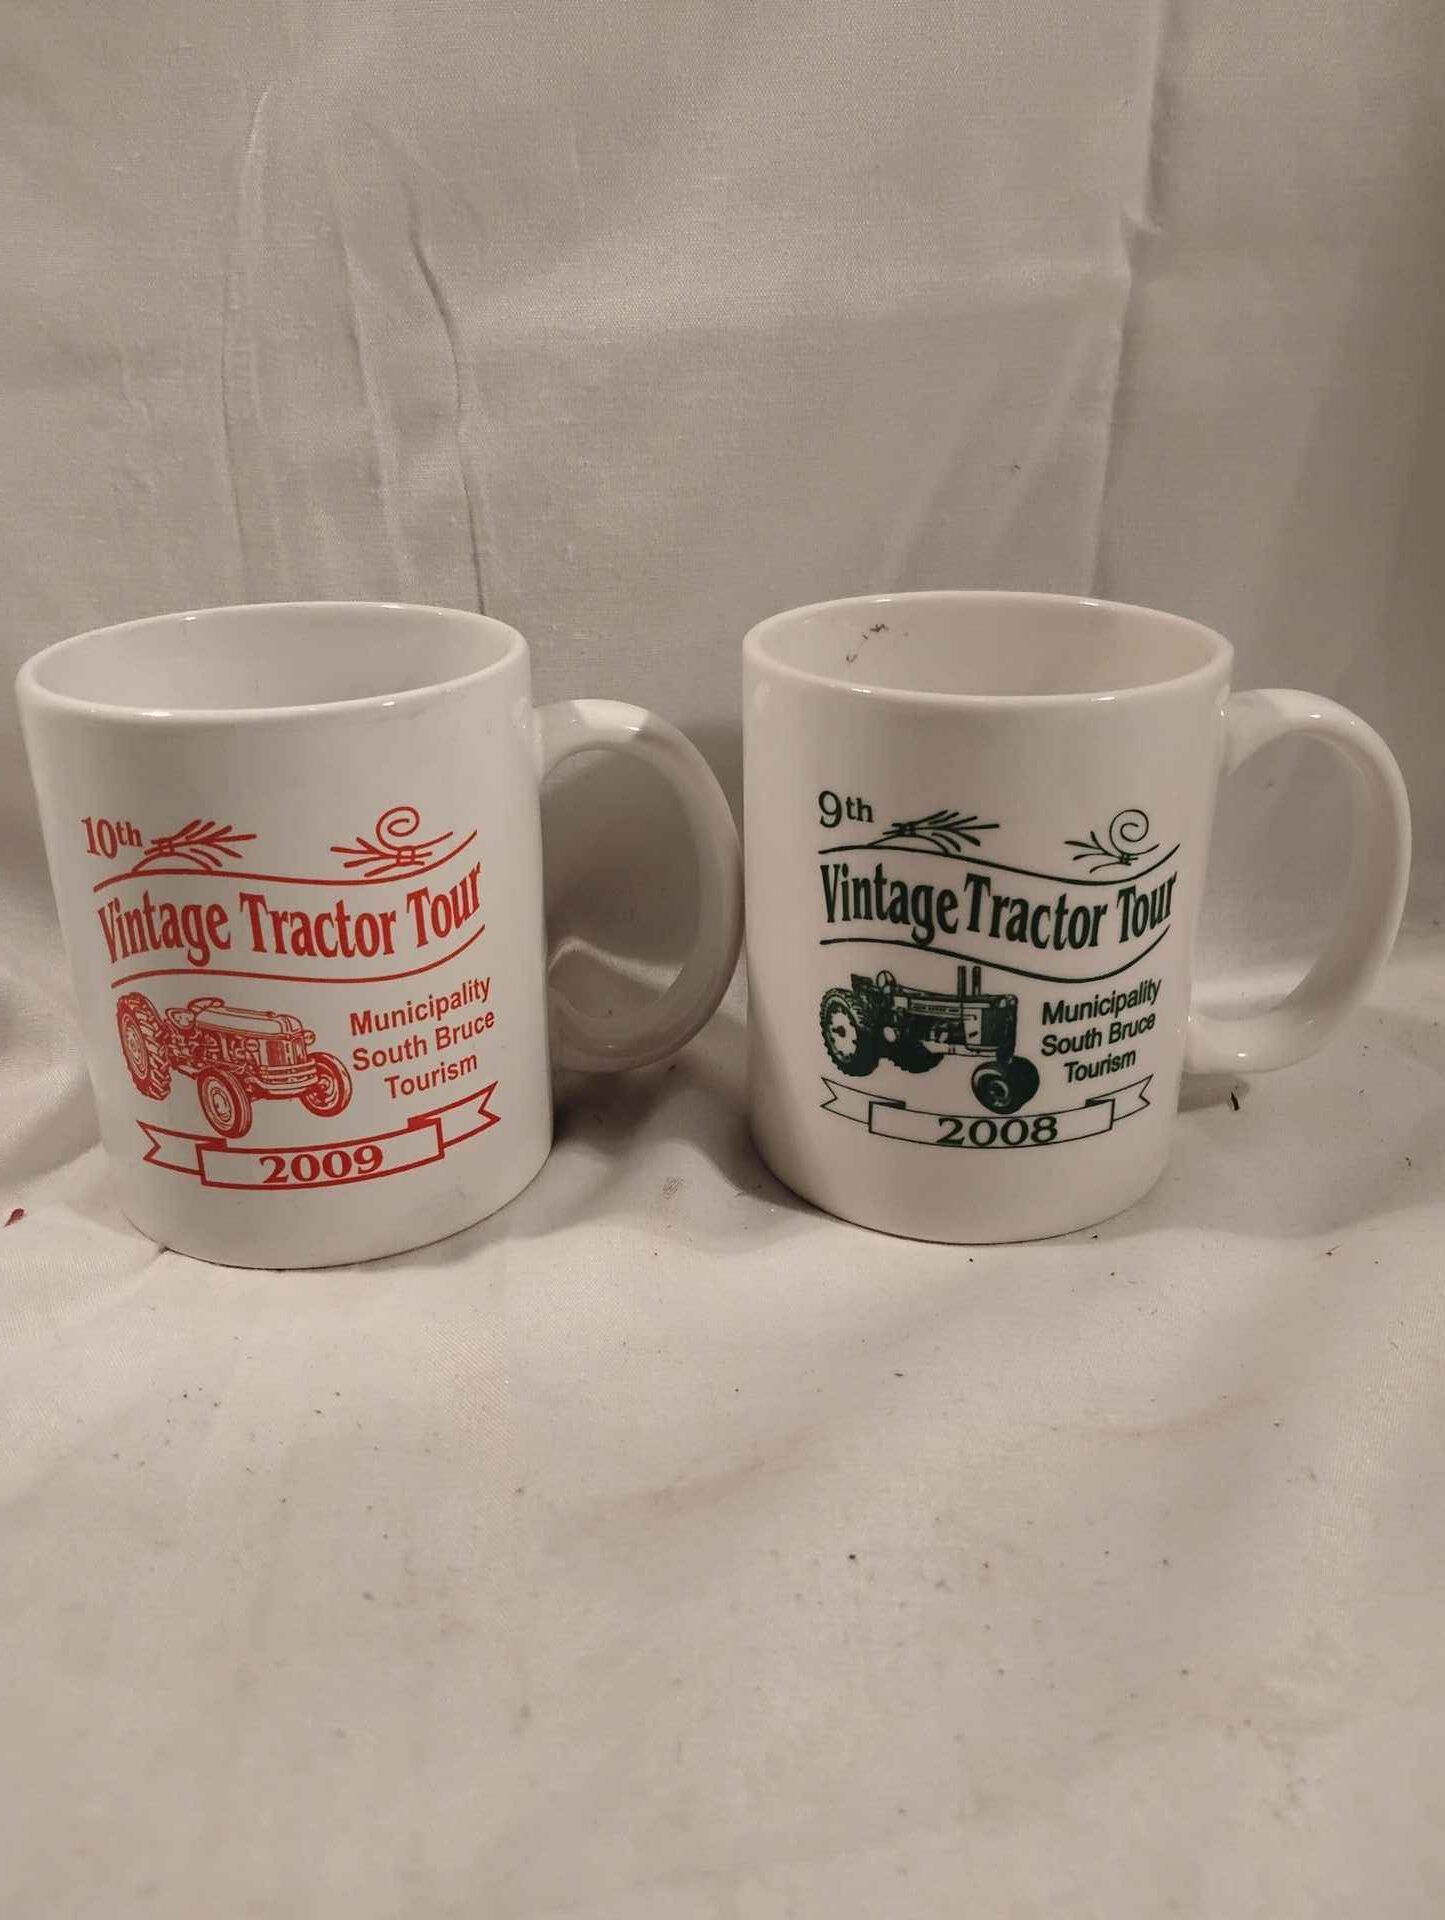 10th
Vintage Tractor Tour
Municipality
South Bruce
Tourism
2009
9th
Vintage Tractor Tour
Municipality
South Bruce
Tourism
2008